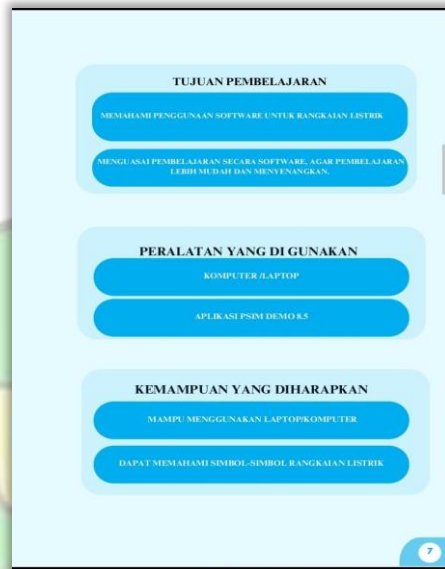 TUJUAN PEMBELAJARAN
MEMAHAMI PENGGUNAAN SOFTWARE UNTUK RANGKAIAN LISTRIK
MENGUASAI PEMBELAJARAN SECARA SOFTWARE, AGAR PEMBELAJARAN
LEBIH MUDAH DAN MENYENANGKAN.
PERALATAN YANG DI GUNAKAN
KOMPUTER /LAPTOP
APLIKASI PSIM DEMO 8.5
KEMAMPUAN YANG DIHARAPKAN
MAMPU MENGGUNAKAN LAPTOP/KOMPUTER
DAPAT MEMAHAMI SIMBOL-SIMBOL RANGKAIAN LISTRIK
7